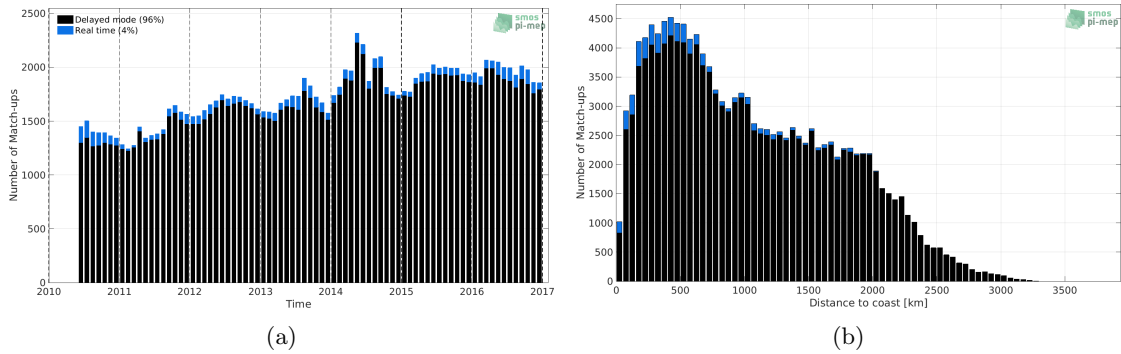 Delayed mode (96%)
Real time (4%)
smos
pi-mep
Number of Match-ups
2500
2000
1500
1000
500
0
2010 2011 2012 2013 2014 2015 2016 2017
Time
(a)
smos
pi-mep
Number of Match-ups
4500
4000
3500
3000
2500
2000
1500
1000
500
0
0 500 1000 1500 2000 2500 3000 3500
Distance to coast [km]
(b)